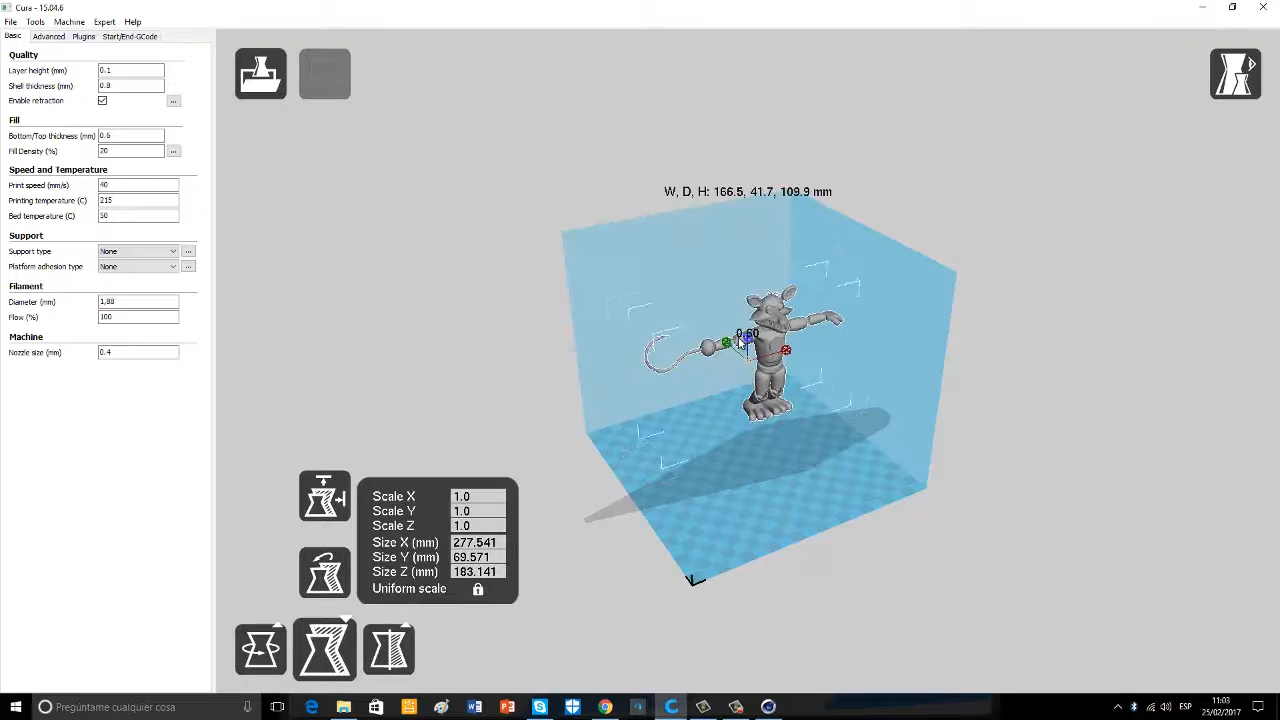 Cura - 15.04.6
File Tools Machine Expert Help
Basic Advanced Plugins Start/End-GCode
Quality
Layer height (mm) 0.1
Shell thickness (mm) 0.8
Enable retraction ...
Fill
Bottom/Top thickness (mm) 0.6
Fill Density (%) 20 ...
Speed and Temperature
Print speed (mm/s) 40
Printing temperature (C) 215
Bed temperature (C) 50
Support
Support type None ...
Platform adhesion type None ...
Filament
Diameter (mm) 1,88
Flow (%) 100
Machine
Nozzle size (mm) 0.4
W, D, H: 166.5, 41.7, 109.9 mm
0.60
Scale X 1.0
Scale Y 1.0
Scale Z 1.0
Size X (mm) 277.541
Size Y (mm) 69.571
Size Z (mm) 183.141
Uniform scale
Pregúntame cualquier cosa
ESP
11:03
25/02/2017